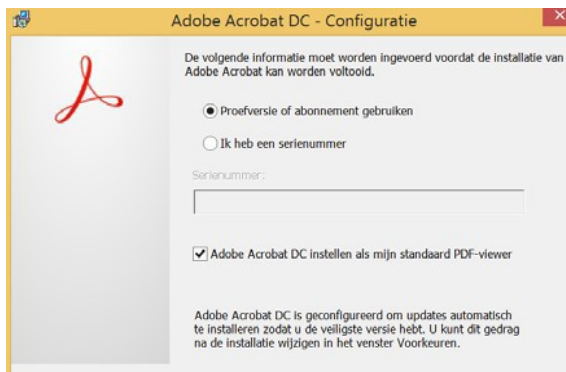 Adobe Acrobat DC - Configuratie
De volgende informatie moet worden ingevoerd voordat de installatie van
Adobe Acrobat kan worden voltooid.
Proefversie of abonnement gebruiken
Ik heb een serienummer
Serienummer:
Adobe Acrobat DC instellen als mijn standaard PDF-viewer
Adobe Acrobat DC is geconfigureerd om updates automatisch
te installeren zodat u de veiligste versie hebt. U kunt dit gedrag
na de installatie wijzigen in het venster Voorkeuren.